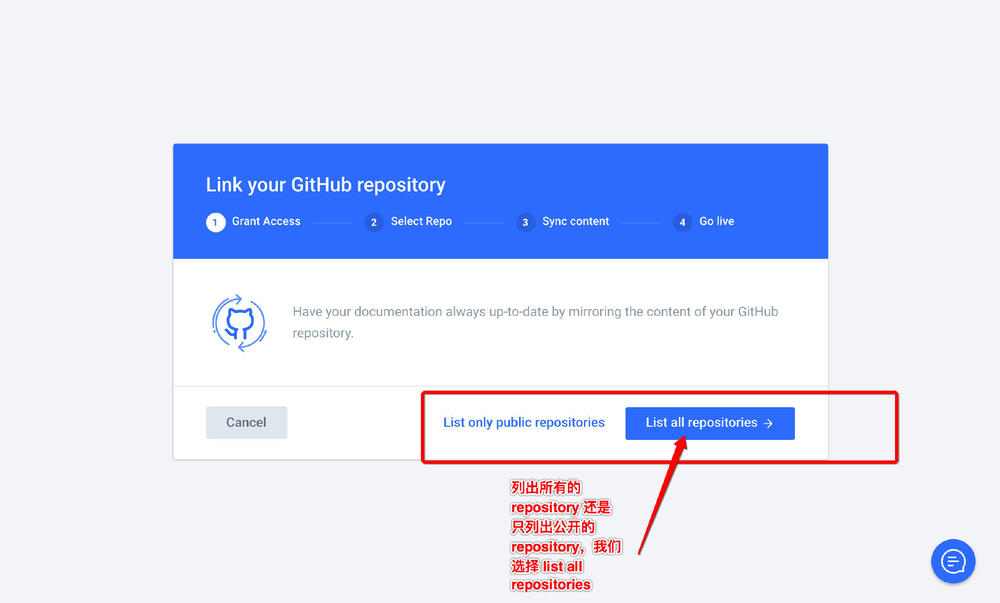 Link your GitHub repository
1 Grant Access 2 Select Repo 3 Sync content 4 Go live
Have your documentation always up-to-date by mirroring the content of your GitHub
repository.
Cancel List only public repositories List all repositories →
列出所有的
repository 还是
只列出公开的
repository，我们
选择 list all
repositories